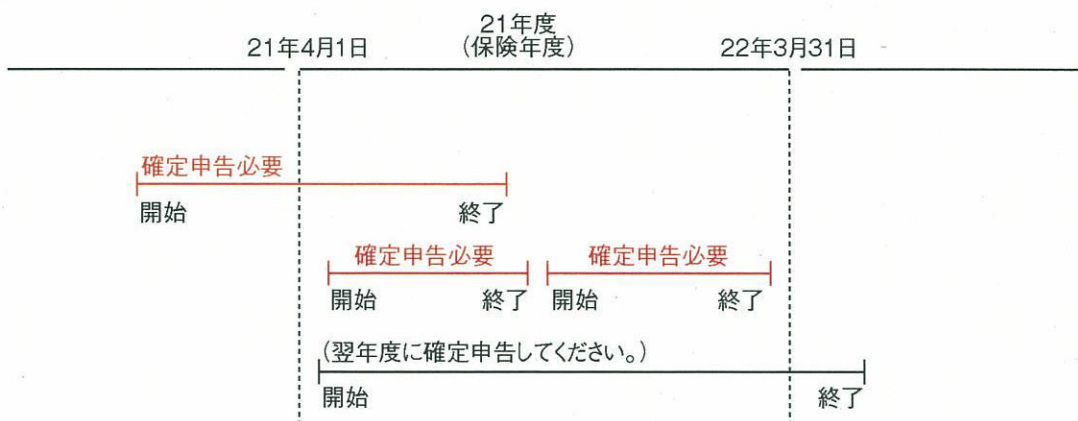 21年度
21年4月1日
(保険年度)
22年3月31日
確定申告必要
開始
終了
確定申告必要
確定申告必要
開始
終了
開始
終了
(翌年度に確定申告してください。)
開始
終了